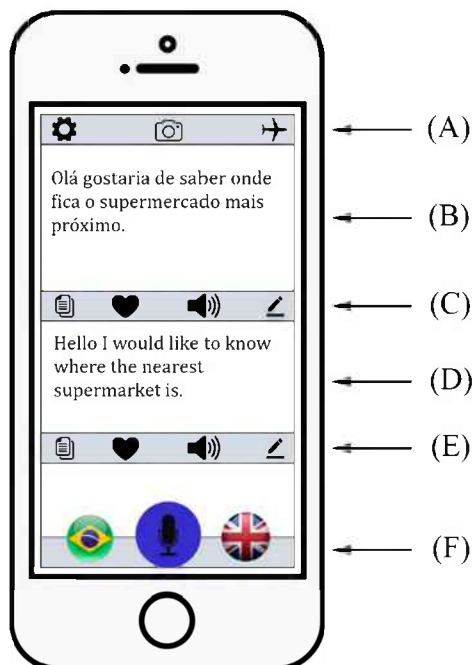 (A)
Olá gostaria de saber onde
fica o supermercado mais
próximo.
(B)
(C)
Hello I would like to know
where the nearest
supermarket is.
(D)
(E)
(F)